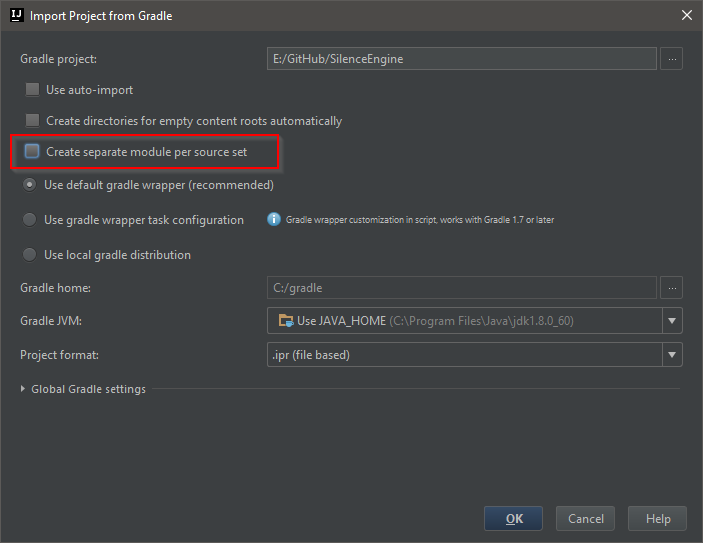 IJ Import Project from Gradle
Gradle project: E:/GitHub/SilenceEngine ...
Use auto-import
Create directories for empty content roots automatically
Create separate module per source set
Use default gradle wrapper (recommended)
Use gradle wrapper task configuration i Gradle wrapper customization in script, works with Gradle 1.7 or later
Use local gradle distribution
Gradle home: C:/gradle ...
Gradle JVM: Use JAVA_HOME (C:\Program Files\Java\jdk1.8.0_60)
Project format: .ipr (file based)
Global Gradle settings
OK Cancel Help